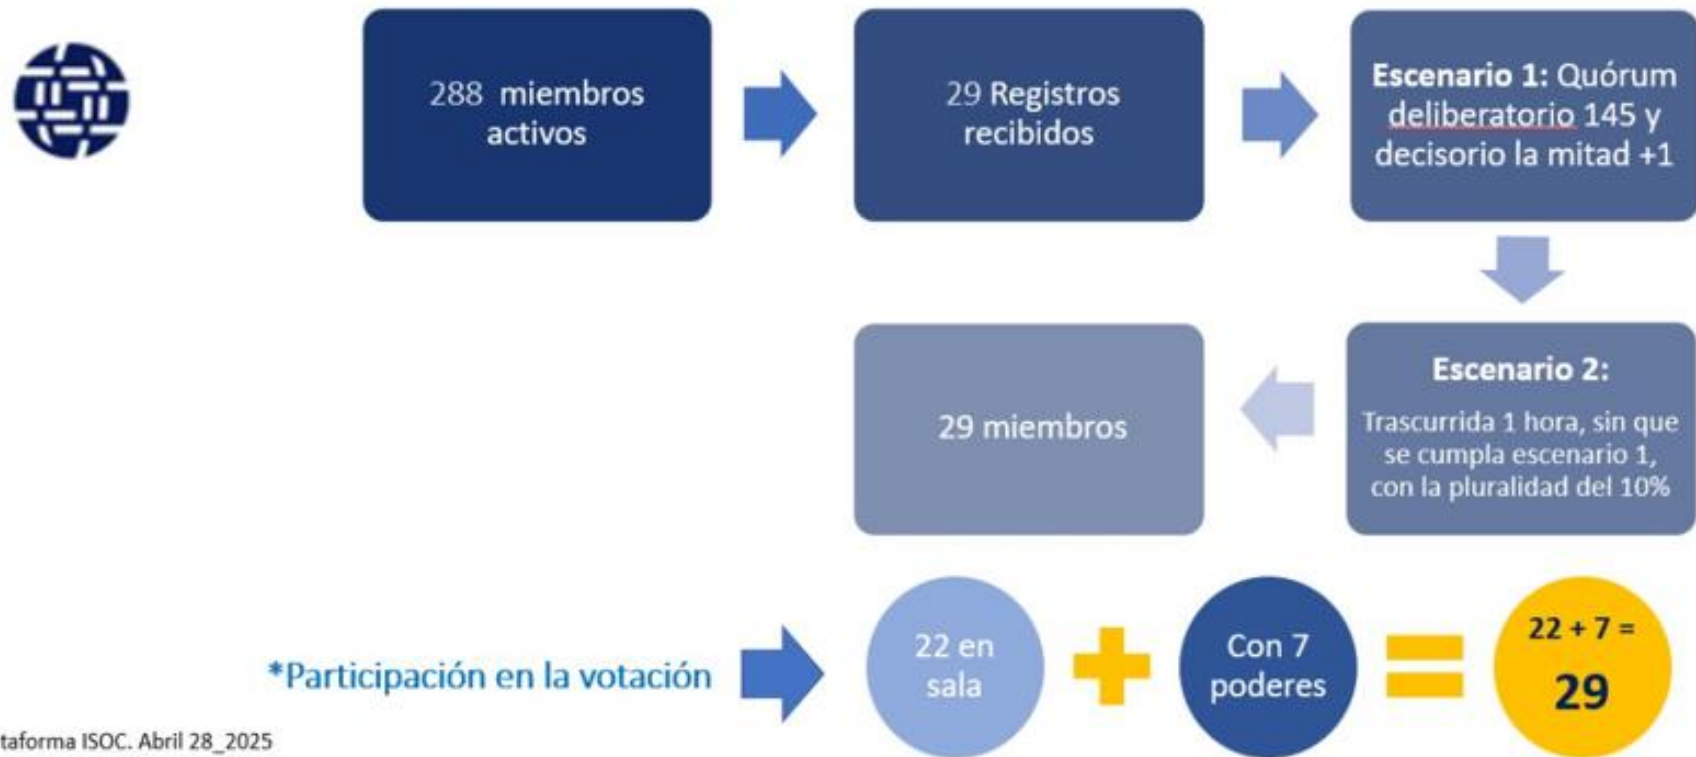 288 miembros
activos
29 Registros
recibidos
Escenario 1: Quórum
deliberatorio 145 y
decisorio la mitad +1
Escenario 2:
Trascurrida 1 hora, sin que
se cumpla escenario 1,
con la pluralidad del 10%
29 miembros
*Participación en la votación
22 en
sala
Con 7
poderes
22 + 7 =
29
taforma ISOC. Abril 28_2025